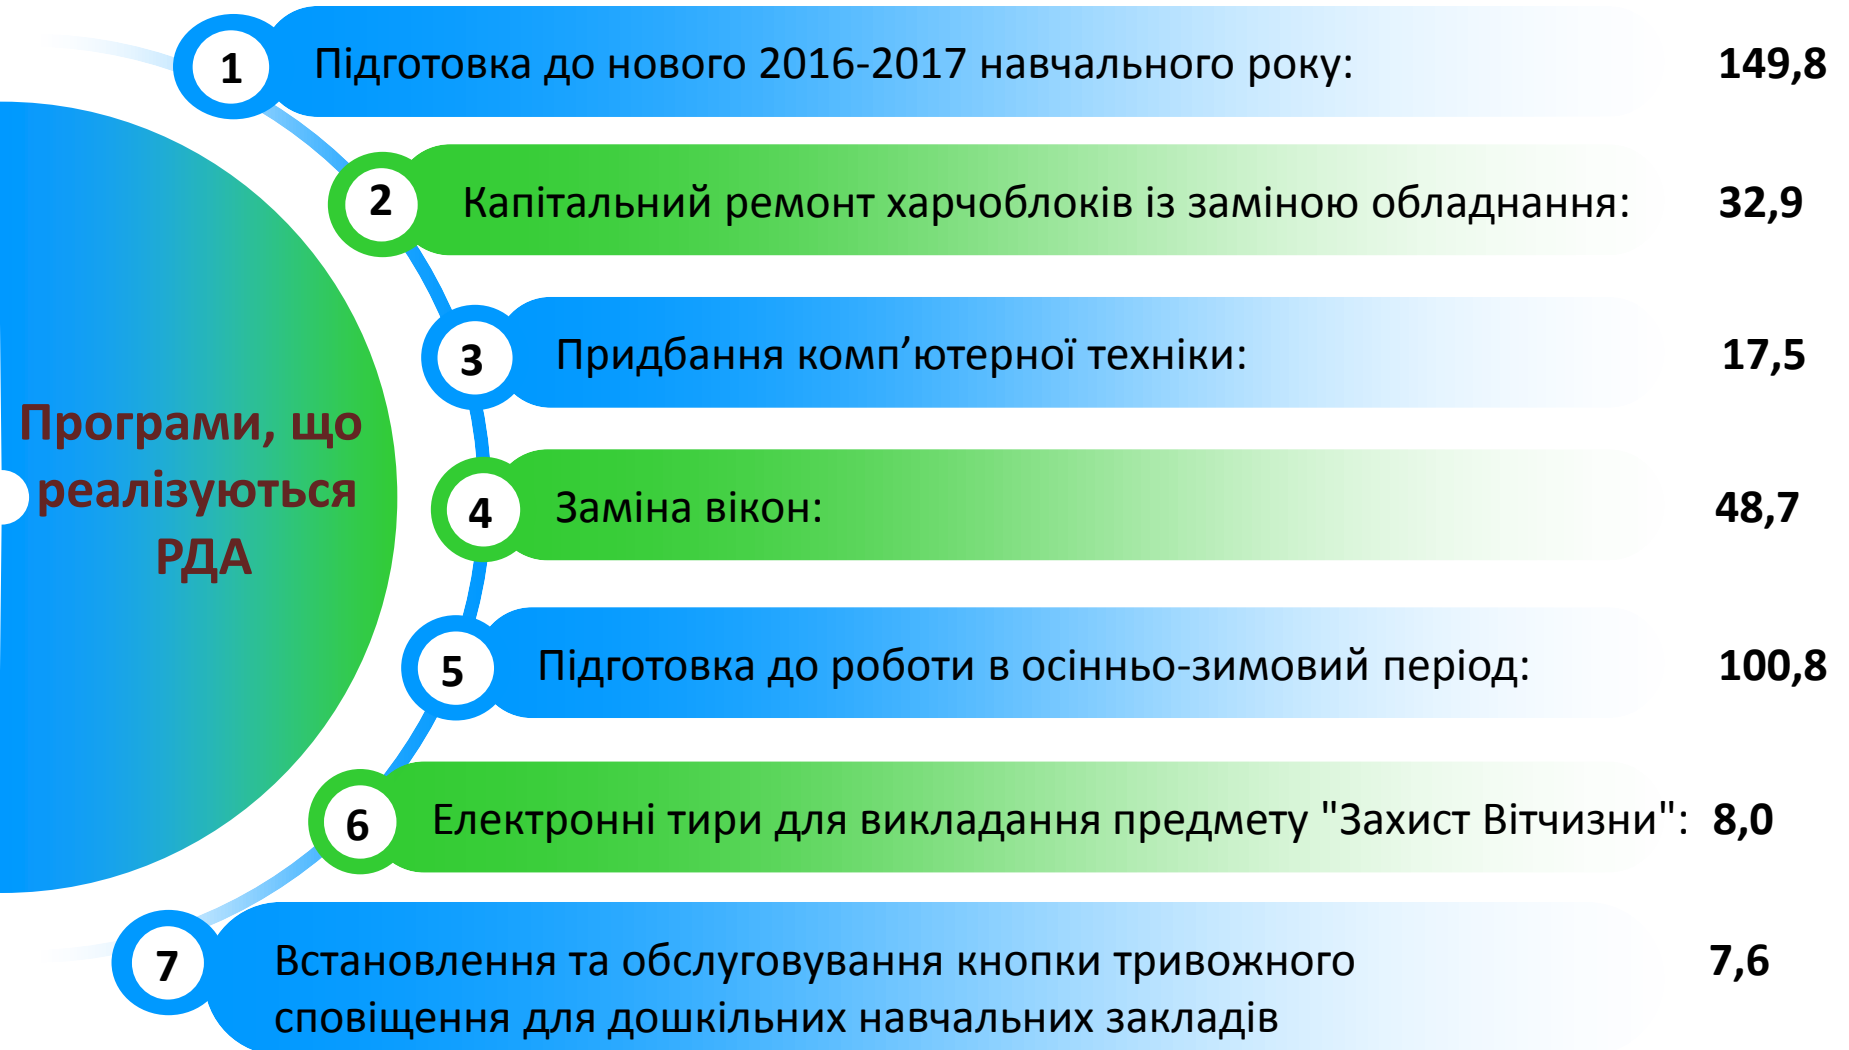 Програми, що
реалізуються
РДА
1 Підготовка до нового 2016-2017 навчального року: 149,8
2 Капітальний ремонт харчоблоків із заміною обладнання: 32,9
3 Придбання комп’ютерної техніки: 17,5
4 Заміна вікон: 48,7
5 Підготовка до роботи в осінньо-зимовий період: 100,8
6 Електронні тири для викладання предмету "Захист Вітчизни": 8,0
7 Встановлення та обслуговування кнопки тривожного 7,6
сповіщення для дошкільних навчальних закладів